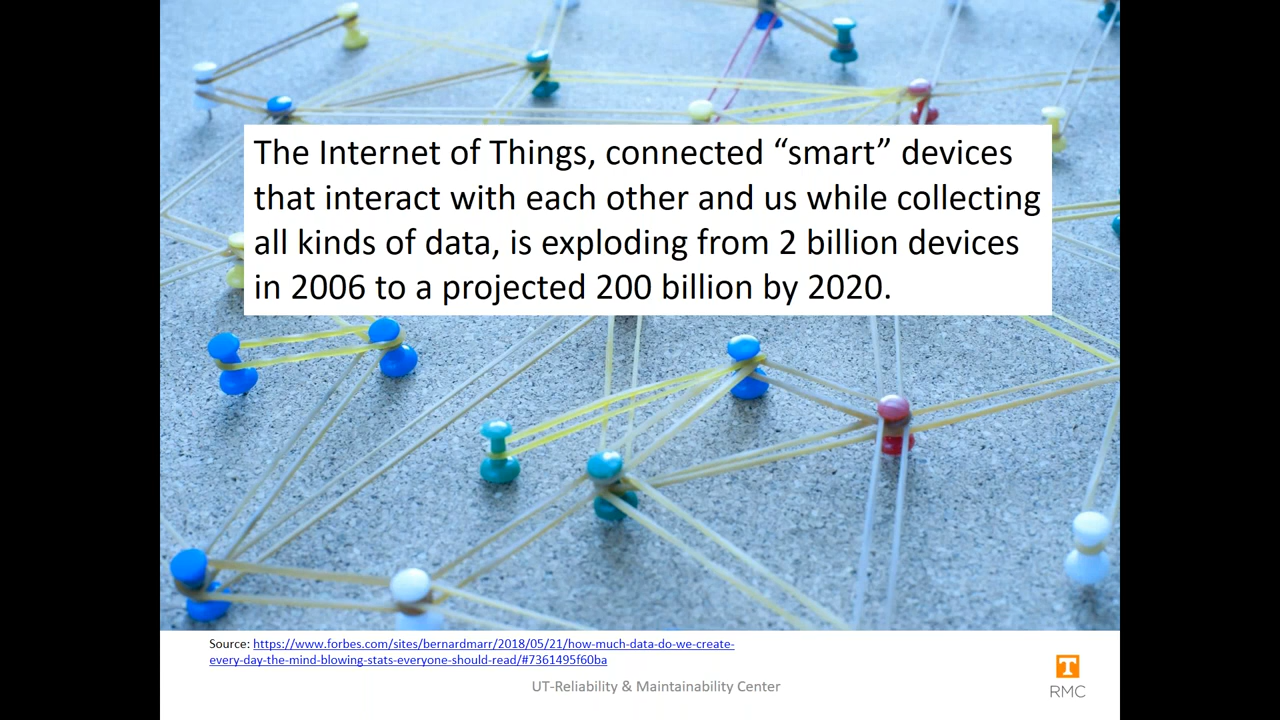 The Internet of Things, connected “smart” devices
that interact with each other and us while collecting
all kinds of data, is exploding from 2 billion devices
in 2006 to a projected 200 billion by 2020.
Source: https://www.forbes.com/sites/bernardmarr/2018/05/21/how-much-data-do-we-create-
every-day-the-mind-blowing-stats-everyone-should-read/#7361495f60ba
UT-Reliability & Maintainability Center
T
RMC